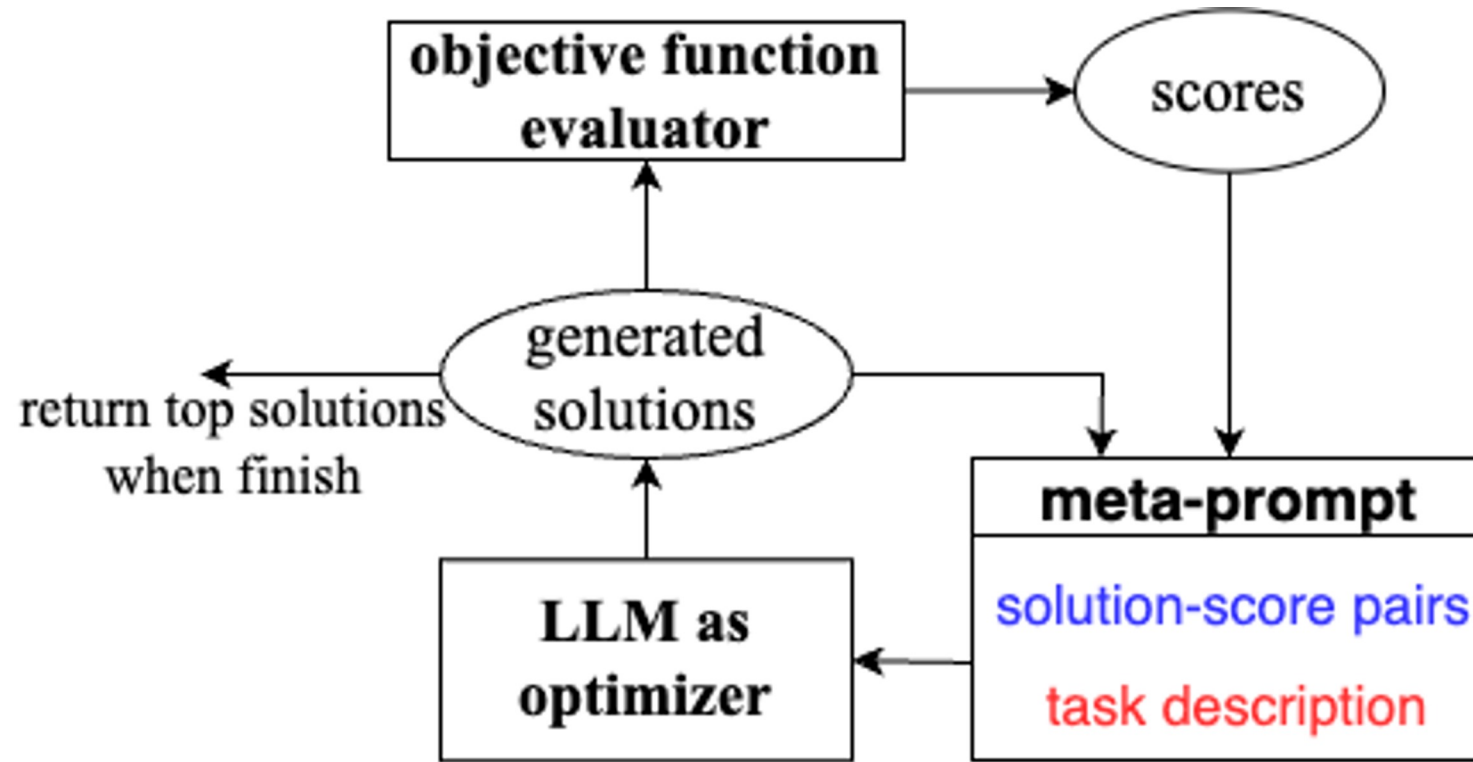 objective function
evaluator
scores
generated
solutions
return top solutions
when finish
meta-prompt
solution-score pairs
task description
LLM as
optimizer